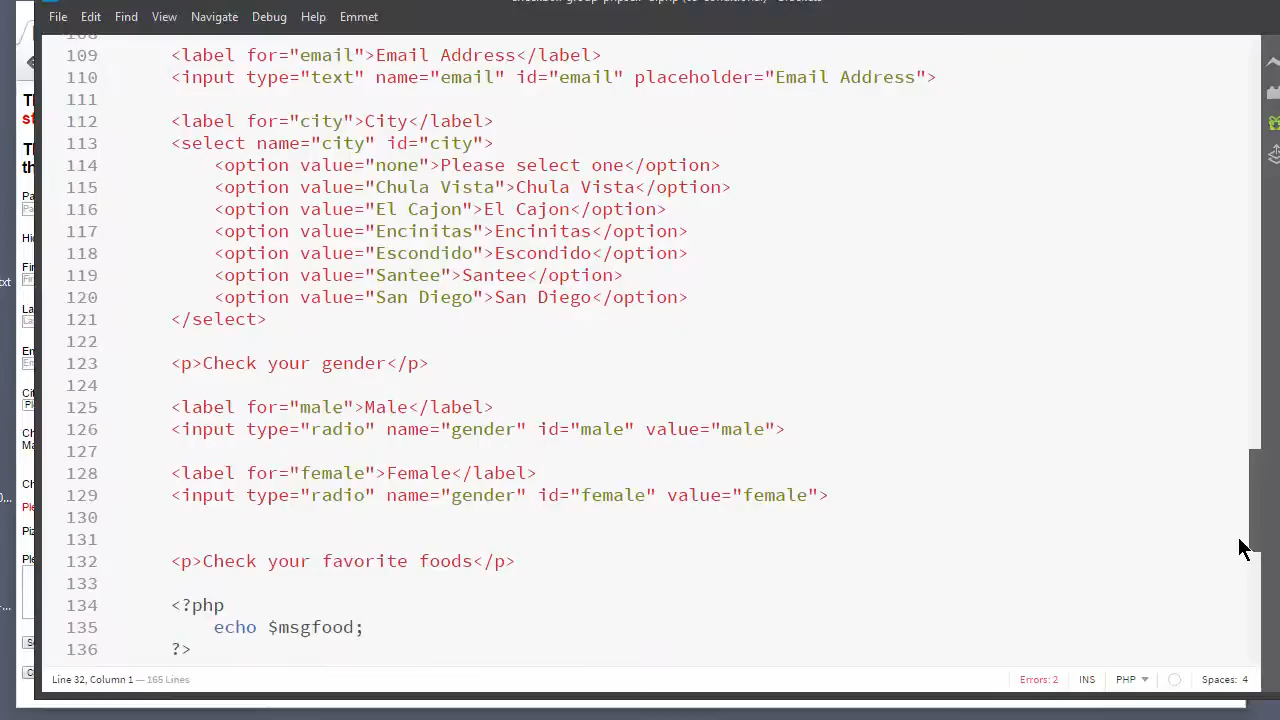 File Edit Find View Navigate Debug Help Emmet
108
109 <label for="email">Email Address</label>
110 <input type="text" name="email" id="email" placeholder="Email Address">
111
112 <label for="city">City</label>
113 <select name="city" id="city">
114 <option value="none">Please select one</option>
115 <option value="Chula Vista">Chula Vista</option>
116 <option value="El Cajon">El Cajon</option>
117 <option value="Encinitas">Encinitas</option>
118 <option value="Escondido">Escondido</option>
119 <option value="Santee">Santee</option>
120 <option value="San Diego">San Diego</option>
121 </select>
122
123 <p>Check your gender</p>
124
125 <label for="male">Male</label>
126 <input type="radio" name="gender" id="male" value="male">
127
128 <label for="female">Female</label>
129 <input type="radio" name="gender" id="female" value="female">
130
131
132 <p>Check your favorite foods</p>
133
134 <?php
135 echo $msgfood;
136 ?>
Line 32, Column 1 — 165 Lines
Errors: 2 INS PHP Spaces: 4